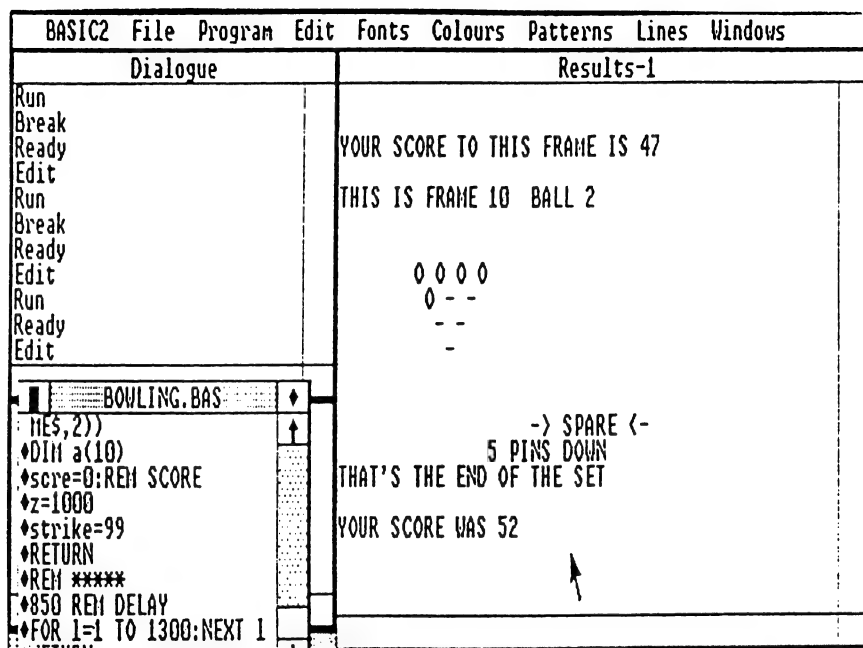 BASIC2 File Program Edit Fonts Colours Patterns Lines Windows
Dialogue
Run
Break
Ready
Edit
Run
Break
Ready
Edit
Run
Ready
Edit
BOWLING.BAS
ME$,2))
♦DIM a(10)
♦scre=0:REM SCORE
♦z=1000
♦strike=99
♦RETURN
♦REM *****
♦850 REM DELAY
♦FOR l=1 TO 1300:NEXT l
Results-1
YOUR SCORE TO THIS FRAME IS 47
THIS IS FRAME 10 BALL 2
0 0 0 0
0 - -
- -
-
-> SPARE <-
5 PINS DOWN
THAT'S THE END OF THE SET
YOUR SCORE WAS 52